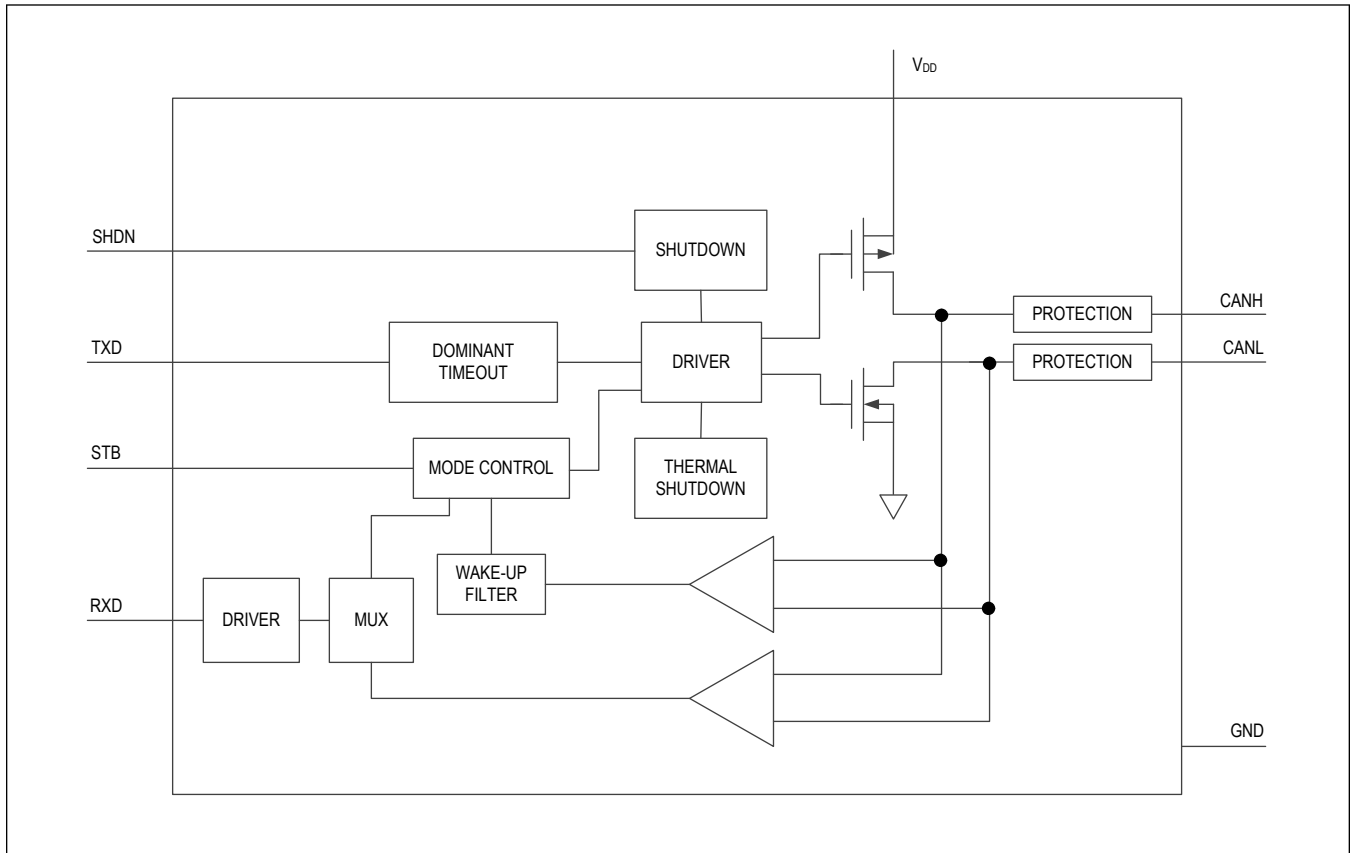 VDD
SHDN
SHUTDOWN
TXD
DOMINANT
TIMEOUT
DRIVER
PROTECTION
CANH
PROTECTION
CANL
STB
MODE CONTROL
THERMAL
SHUTDOWN
WAKE-UP
FILTER
RXD
DRIVER
MUX
GND